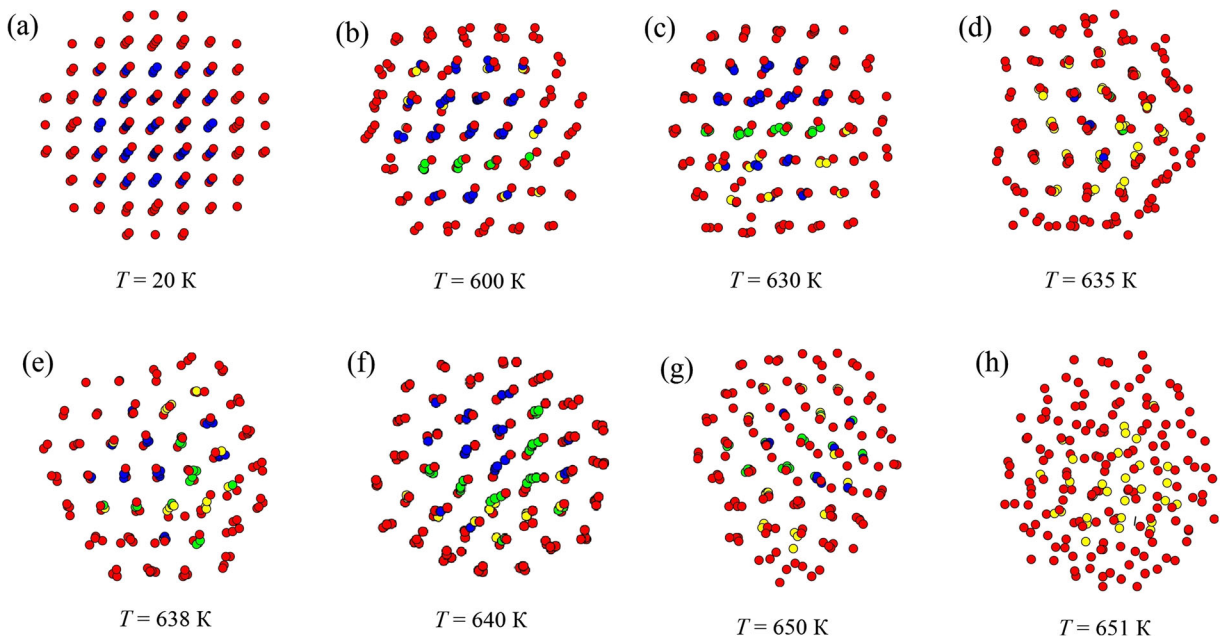 (a)
(b)
(c)
(d)
T = 20 K
T = 600 K
T = 630 K
T = 635 K
(e)
(f)
(g)
(h)
T = 638 K
T = 640 K
T = 650 K
T = 651 K